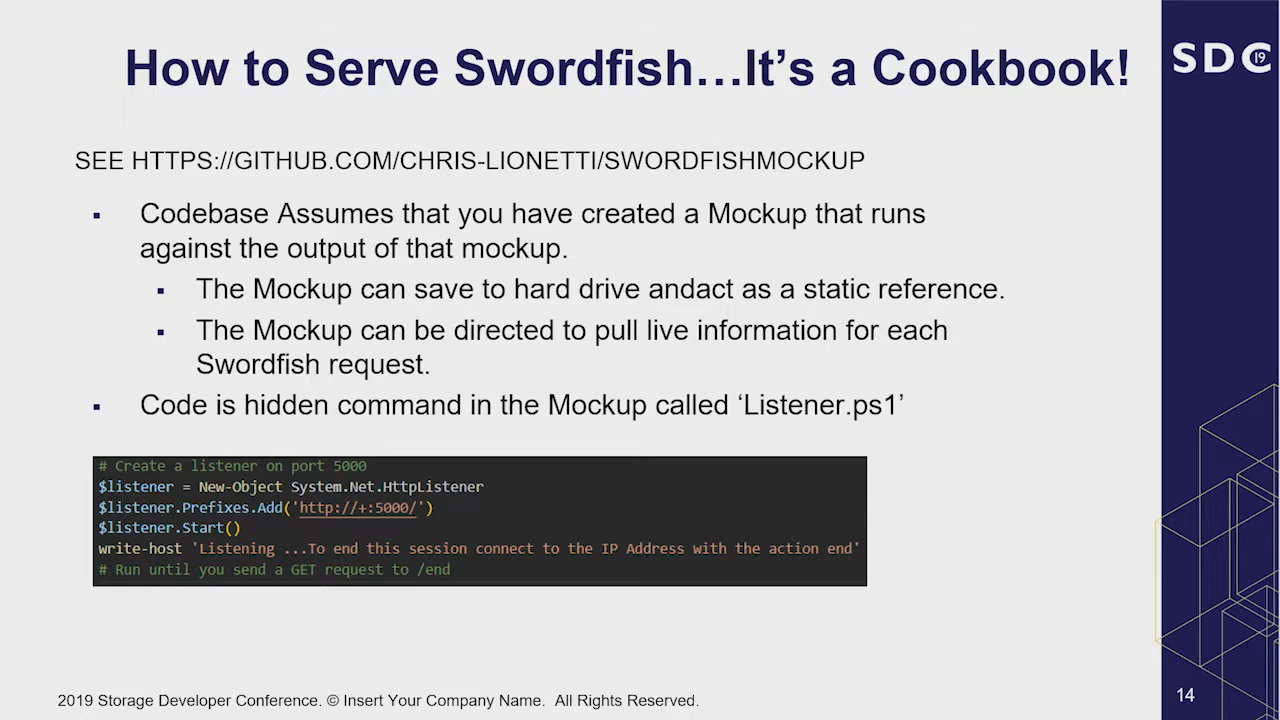 How to Serve Swordfish…It’s a Cookbook!
SDC 19
SEE HTTPS://GITHUB.COM/CHRIS-LIONETTI/SWORDFISHMOCKUP
▪ Codebase Assumes that you have created a Mockup that runs
against the output of that mockup.
▪ The Mockup can save to hard drive andact as a static reference.
▪ The Mockup can be directed to pull live information for each
Swordfish request.
▪ Code is hidden command in the Mockup called ‘Listener.ps1’
# Create a listener on port 5000
$listener = New-Object System.Net.HttpListener
$listener.Prefixes.Add('http://+:5000/')
$listener.Start()
write-host 'Listening ...To end this session connect to the IP Address with the action end'
# Run until you send a GET request to /end
2019 Storage Developer Conference. © Insert Your Company Name. All Rights Reserved.
14